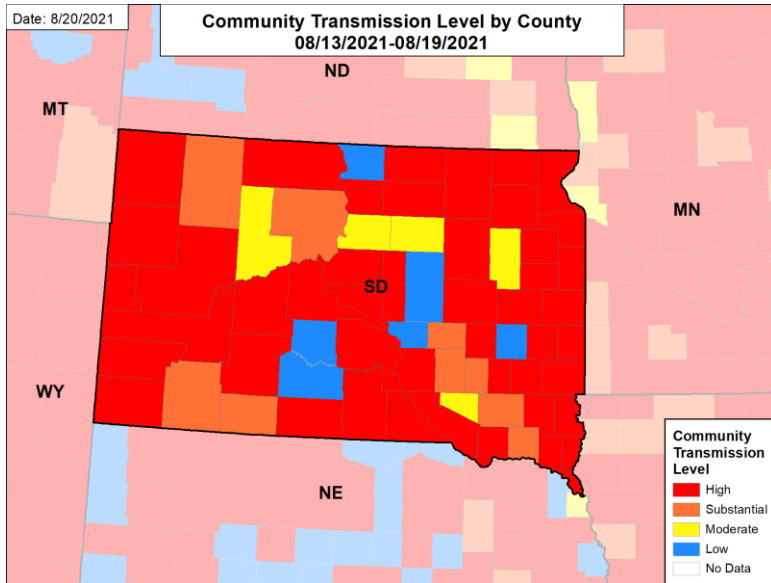 Date: 8/20/2021
Community Transmission Level by County
08/13/2021-08/19/2021
ND
MT
MN
SD
WY
NE
Community
Transmission
Level
High
Substantial
Moderate
Low
No Data